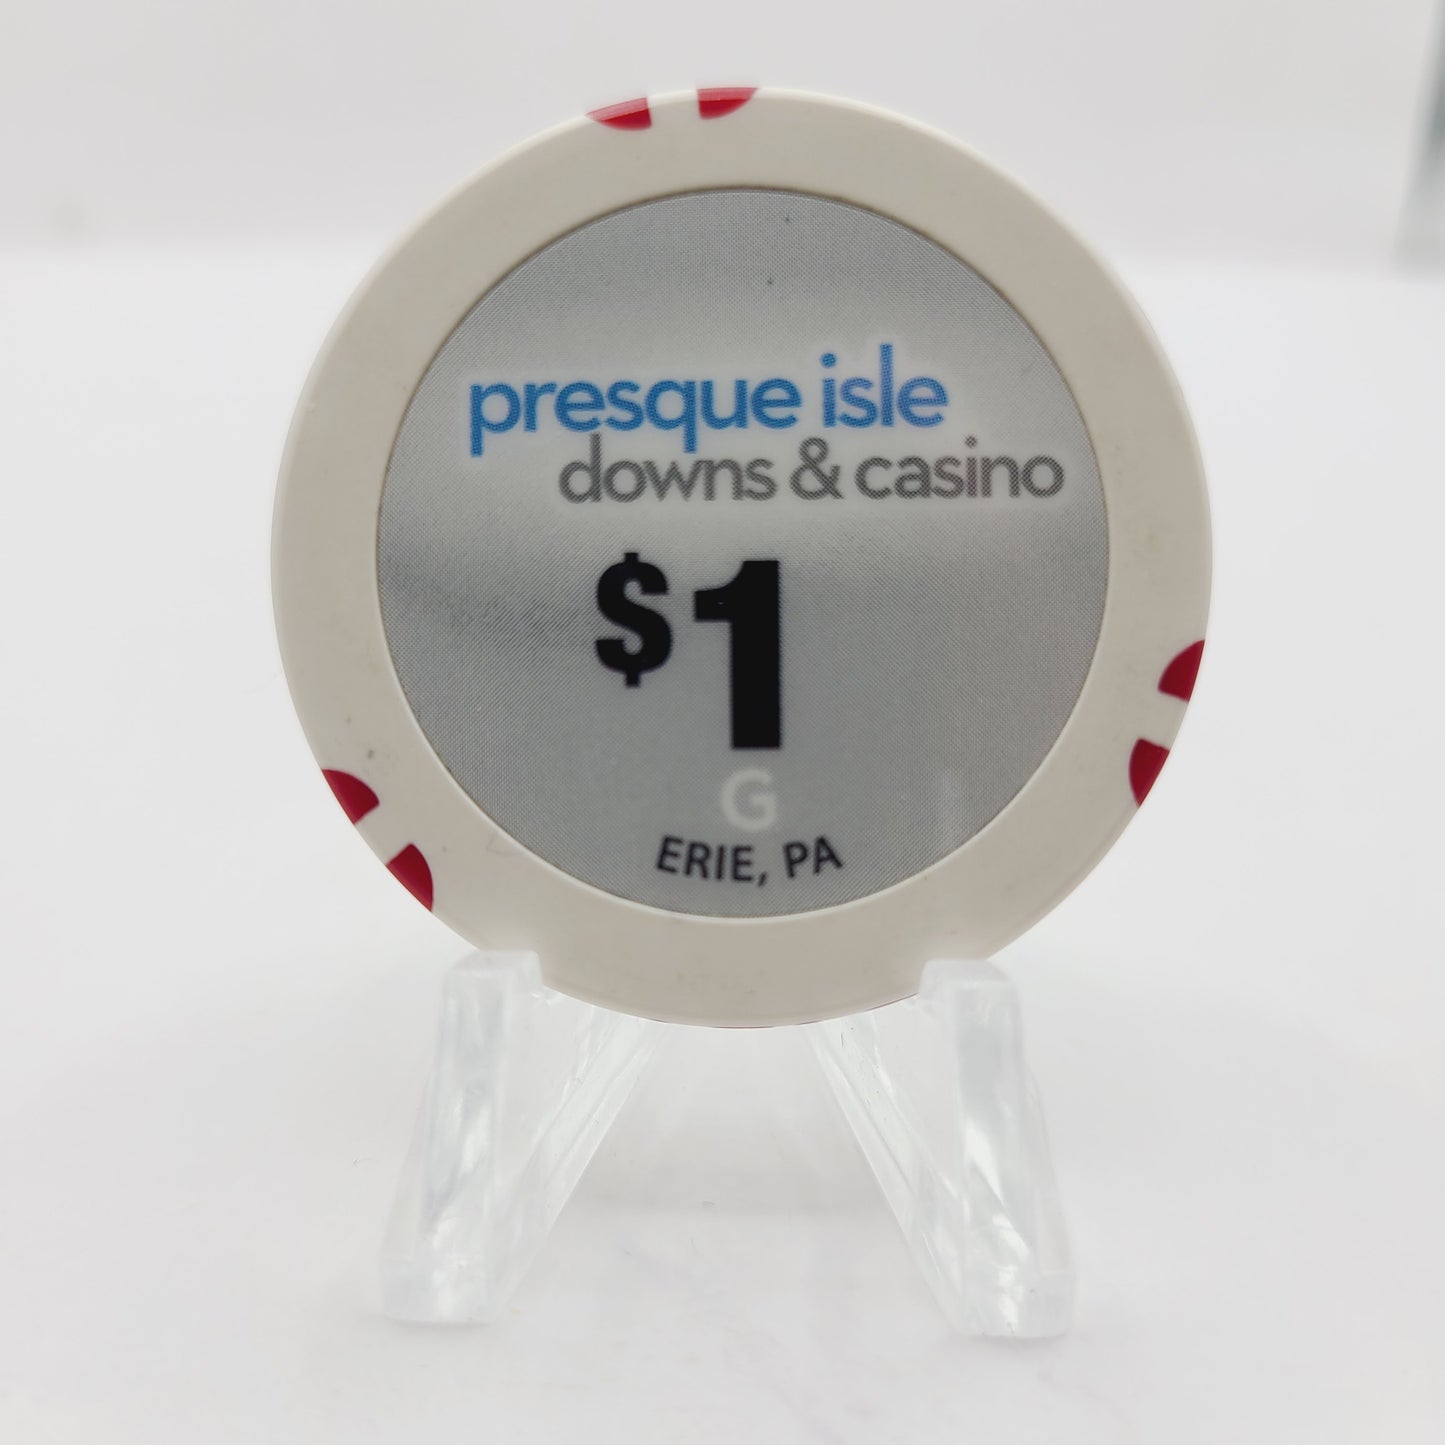 presque isle
downs & casino
$1
G
ERIE, PA